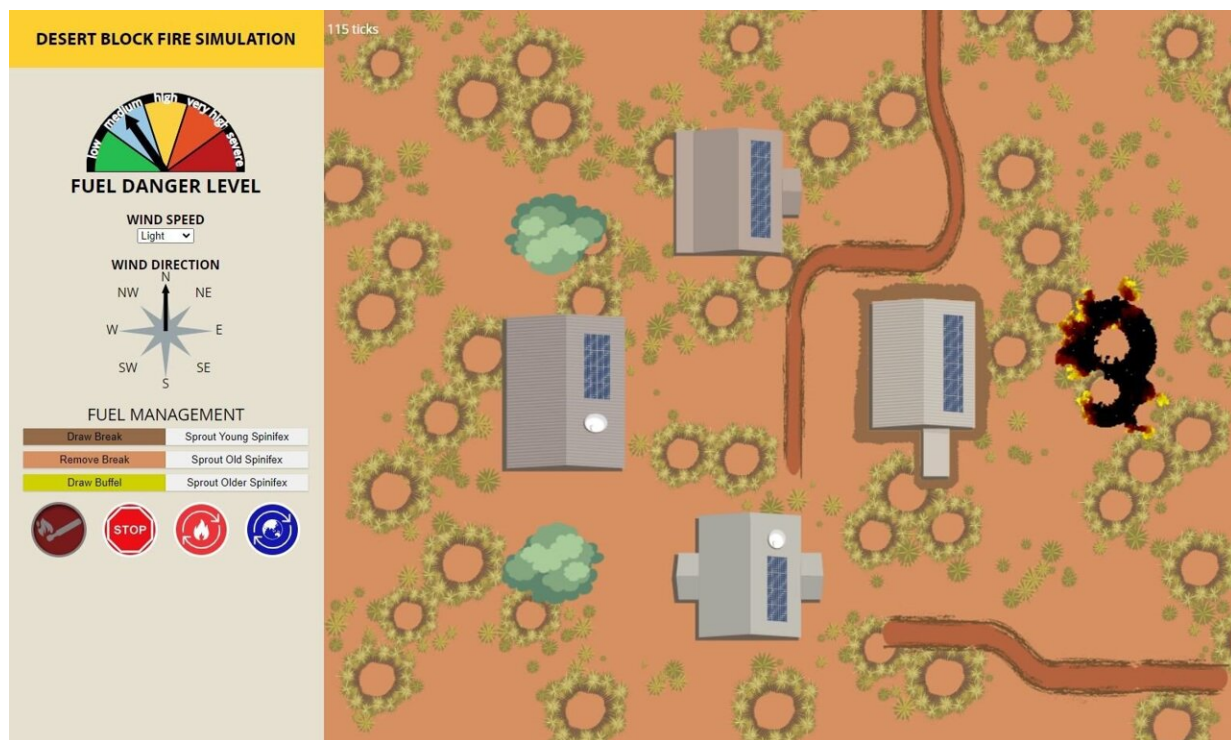 DESERT BLOCK FIRE SIMULATION
115 ticks
low
medium
high
very high
severe
FUEL DANGER LEVEL
WIND SPEED
Light
WIND DIRECTION
N
NW NE
W E
SW SE
S
FUEL MANAGEMENT
Draw Break Sprout Young Spinifex
Remove Break Sprout Old Spinifex
Draw Buffel Sprout Older Spinifex
STOP